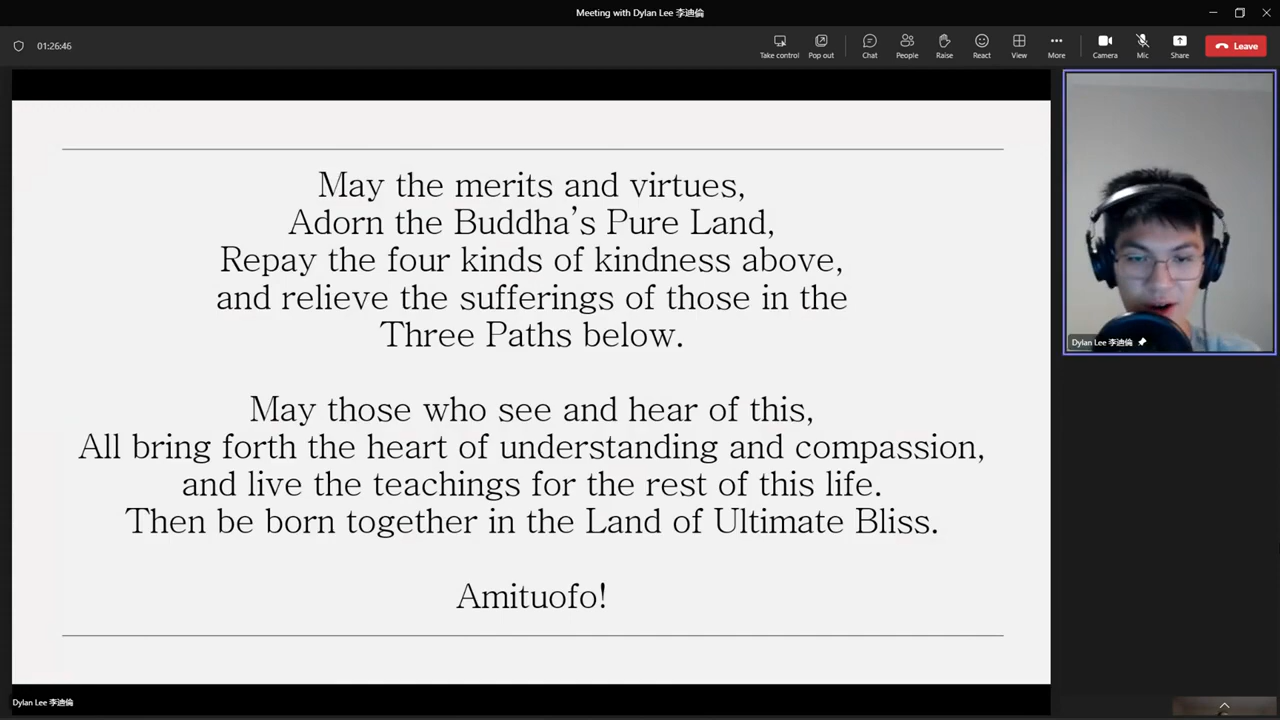 Meeting with Dylan Lee 李迪倫
01:26:46
Take control
Pop out
Chat
People
Raise
React
View
More
Camera
Mic
Share
Leave
May the merits and virtues,
Adorn the Buddha’s Pure Land,
Repay the four kinds of kindness above,
and relieve the sufferings of those in the
Three Paths below.
May those who see and hear of this,
All bring forth the heart of understanding and compassion,
and live the teachings for the rest of this life.
Then be born together in the Land of Ultimate Bliss.
Amituofo!
Dylan Lee 李迪倫
Dylan Lee 李迪倫